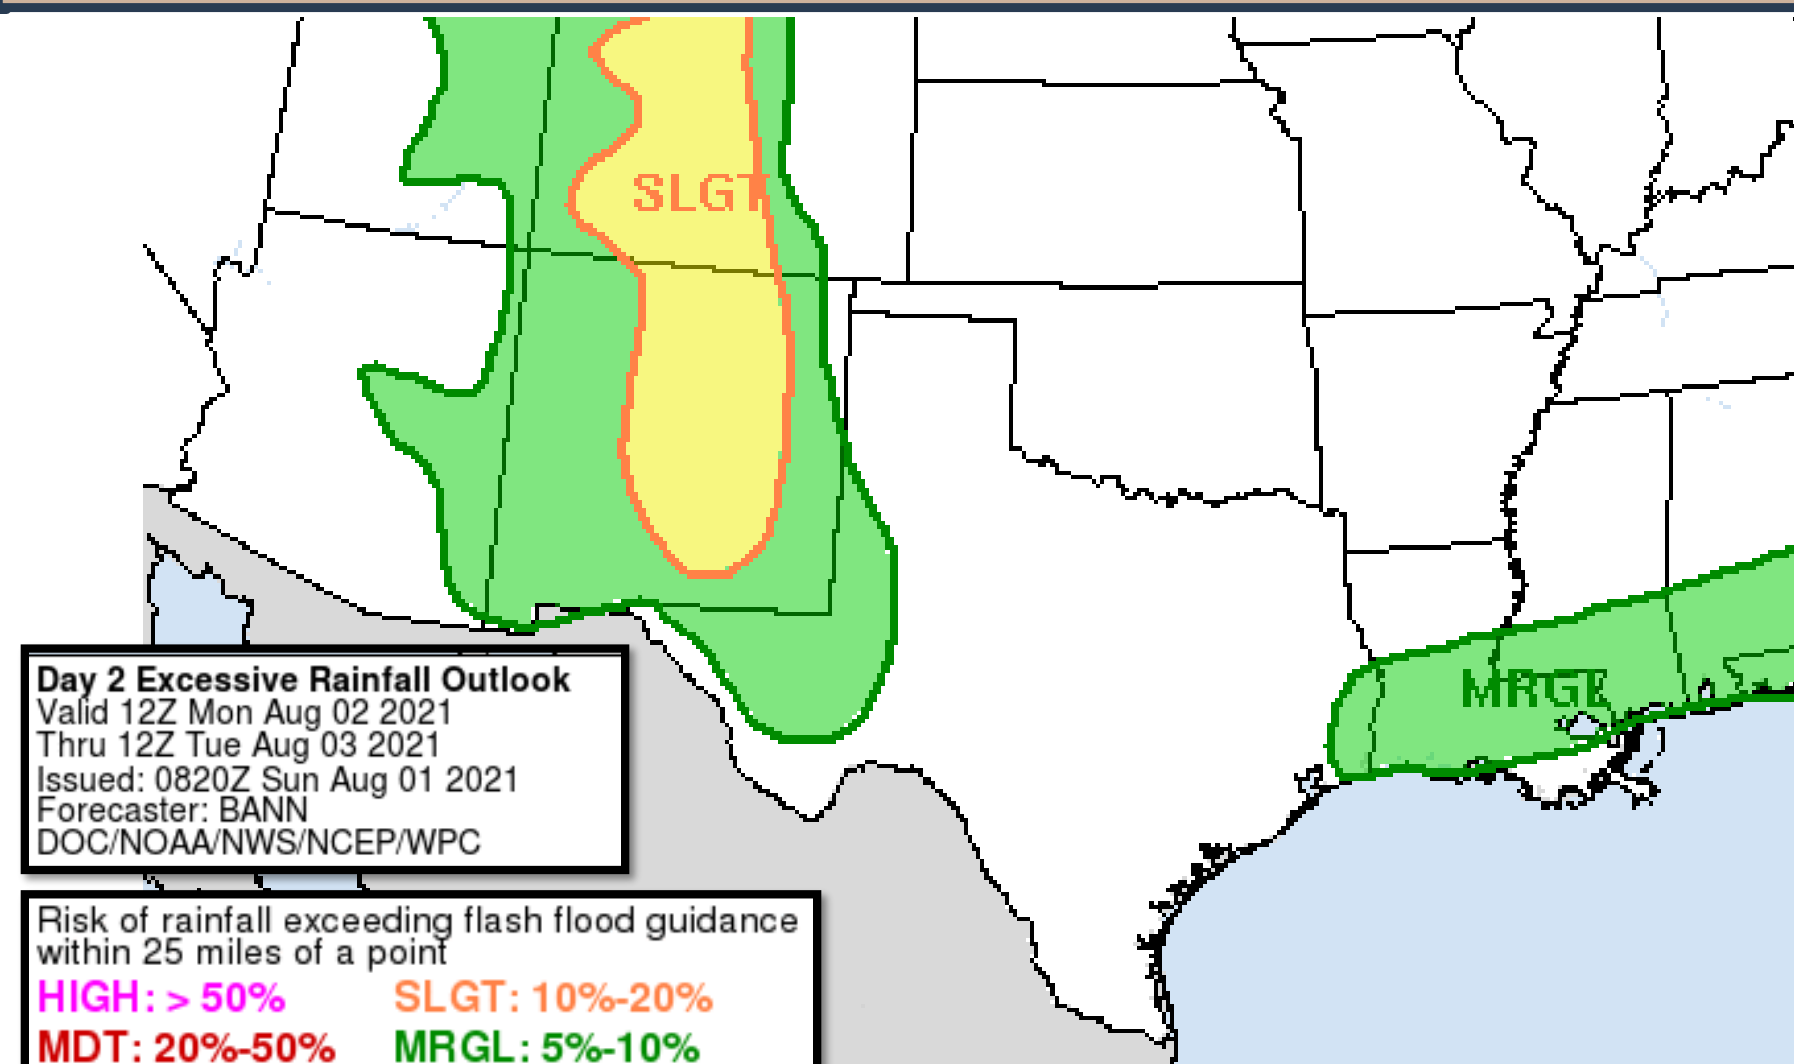 SLGT
MRGL
Day 2 Excessive Rainfall Outlook
Valid 12Z Mon Aug 02 2021
Thru 12Z Tue Aug 03 2021
Issued: 0820Z Sun Aug 01 2021
Forecaster: BANN
DOC/NOAA/NWS/NCEP/WPC
Risk of rainfall exceeding flash flood guidance
within 25 miles of a point
HIGH: > 50% SLGT: 10%-20%
MDT: 20%-50% MRGL: 5%-10%